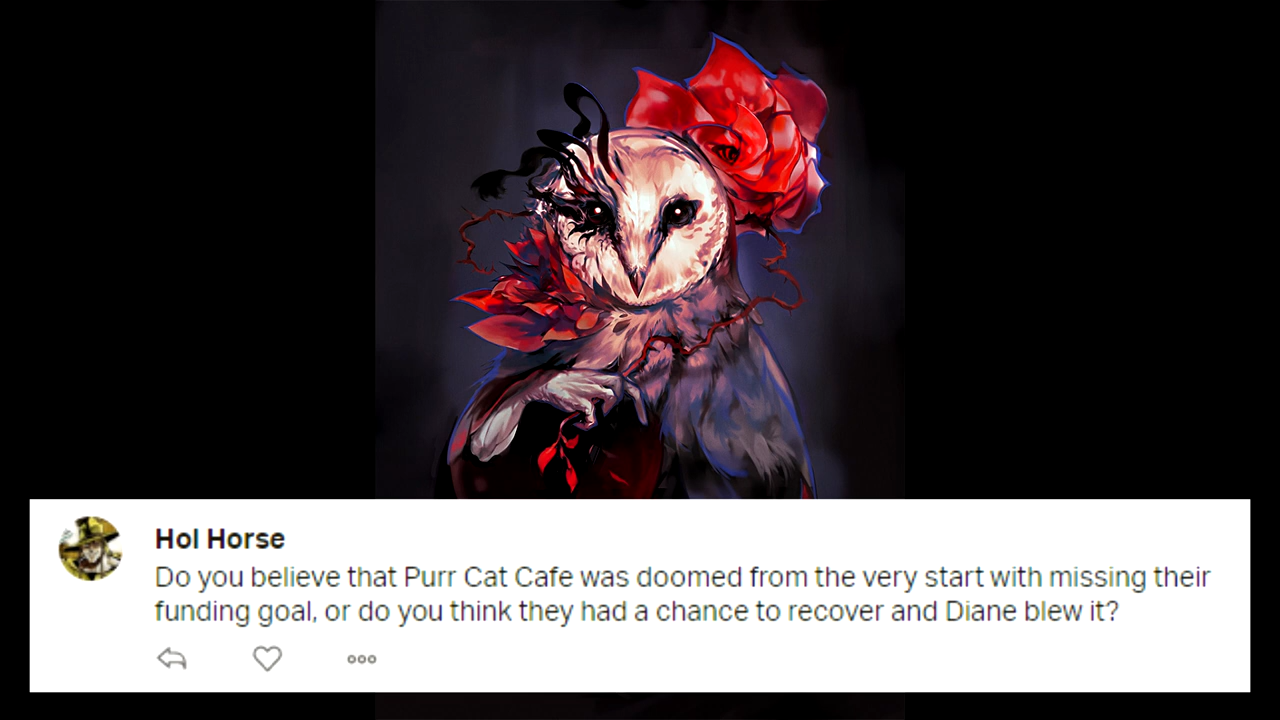 Hol Horse
Do you believe that Purr Cat Cafe was doomed from the very start with missing their
funding goal, or do you think they had a chance to recover and Diane blew it?